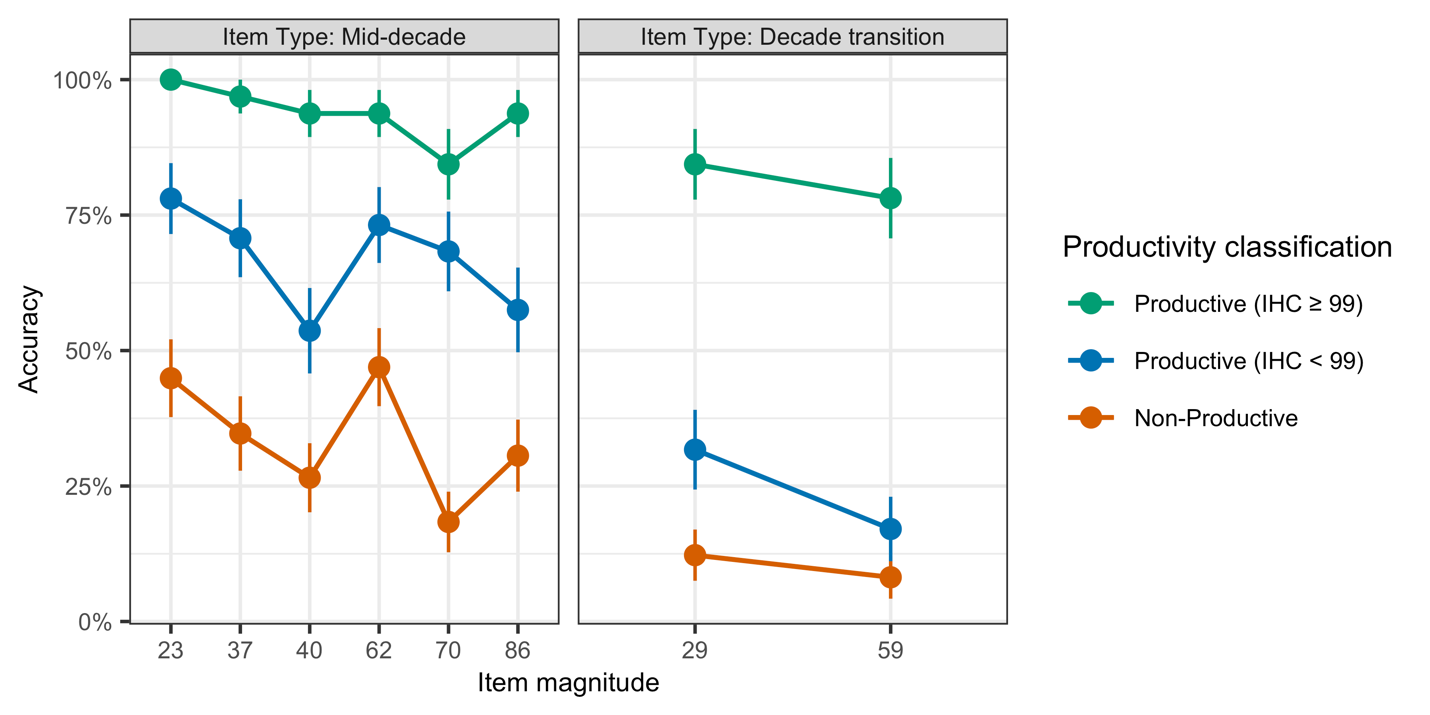 Item Type: Mid-decade
Item Type: Decade transition
100%
75%
50%
25%
0%
Accuracy
23 37 40 62 70 86
29 59
Item magnitude
Productivity classification
Productive (IHC ≥ 99)
Productive (IHC < 99)
Non-Productive